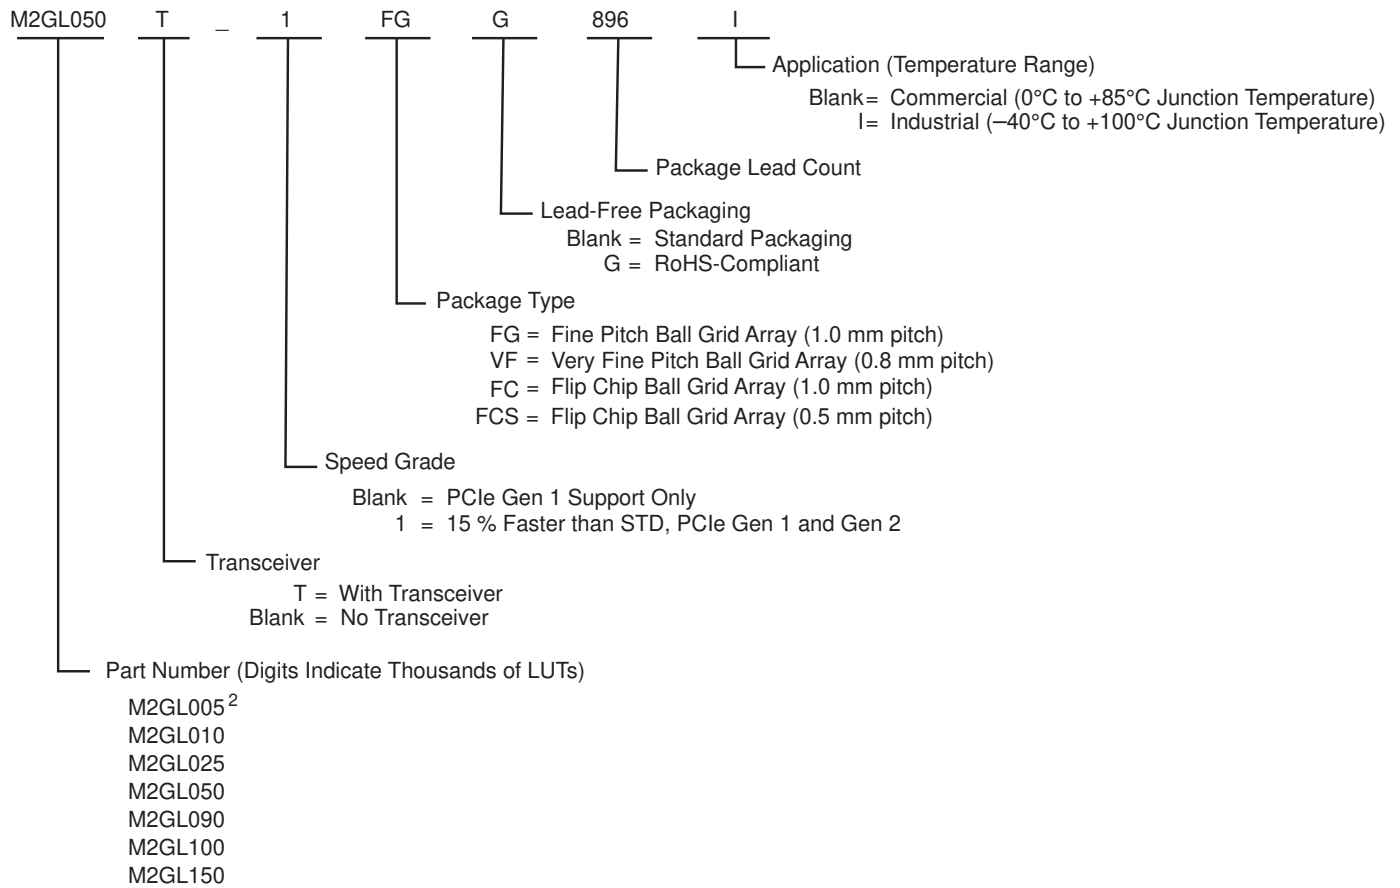 M2GL050 T _ 1 FG G 896 I
Application (Temperature Range)
Blank= Commercial (0°C to +85°C Junction Temperature)
I= Industrial (–40°C to +100°C Junction Temperature)
Package Lead Count
Lead-Free Packaging
Blank = Standard Packaging
G = RoHS-Compliant
Package Type
FG = Fine Pitch Ball Grid Array (1.0 mm pitch)
VF = Very Fine Pitch Ball Grid Array (0.8 mm pitch)
FC = Flip Chip Ball Grid Array (1.0 mm pitch)
FCS = Flip Chip Ball Grid Array (0.5 mm pitch)
Speed Grade
Blank = PCIe Gen 1 Support Only
1 = 15 % Faster than STD, PCIe Gen 1 and Gen 2
Transceiver
T = With Transceiver
Blank = No Transceiver
Part Number (Digits Indicate Thousands of LUTs)
M2GL005 2
M2GL010
M2GL025
M2GL050
M2GL090
M2GL100
M2GL150